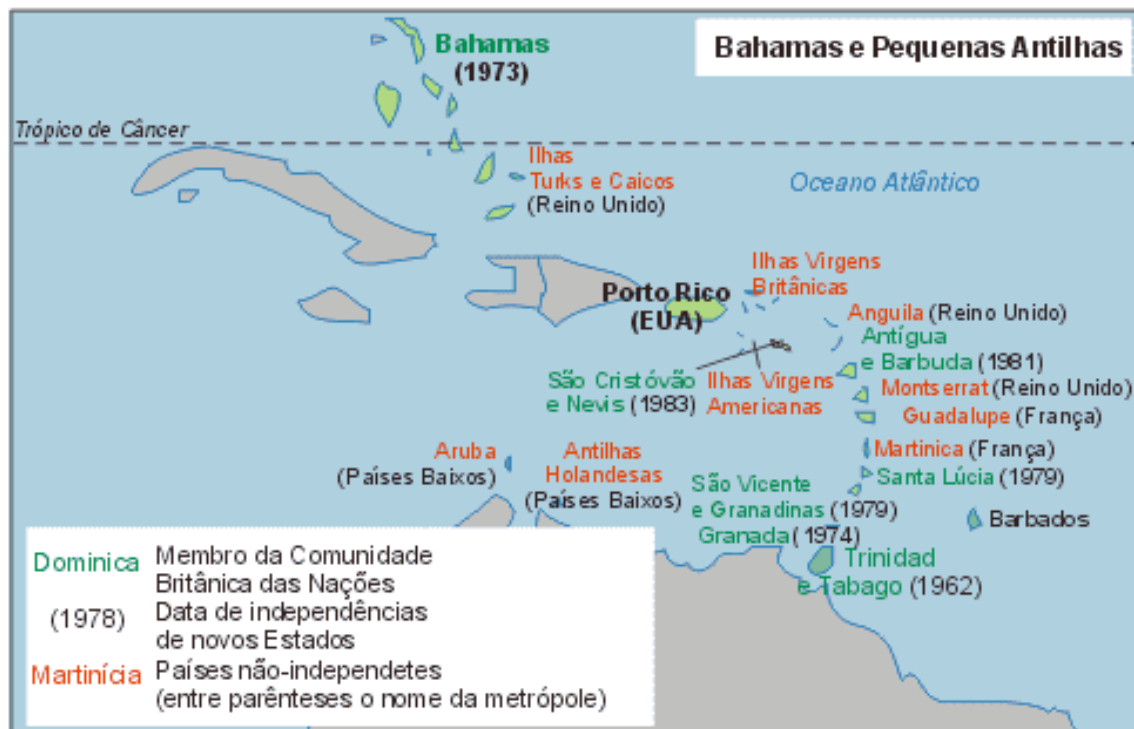 Bahamas e Pequenas Antilhas
Bahamas
(1973)
Trópico de Câncer
Ilhas
Turks e Caicos
(Reino Unido)
Oceano Atlântico
Ilhas Virgens
Britânicas
Porto Rico
(EUA)
Anguila (Reino Unido)
Antígua
e Barbuda (1981)
São Cristóvão
e Nevis (1983)
Ilhas Virgens
Americanas
Montserrat (Reino Unido)
Guadalupe (França)
Aruba
(Países Baixos)
Antilhas
Holandesas
(Países Baixos)
Martinica (França)
Santa Lúcia (1979)
São Vicente
e Granadinas (1979)
Granada (1974)
Barbados
Trinidad
e Tabago (1962)
Dominica Membro da Comunidade
Britânica das Nações
(1978) Data de independências
de novos Estados
Martinícia Países não-independetes
(entre parênteses o nome da metrópole)